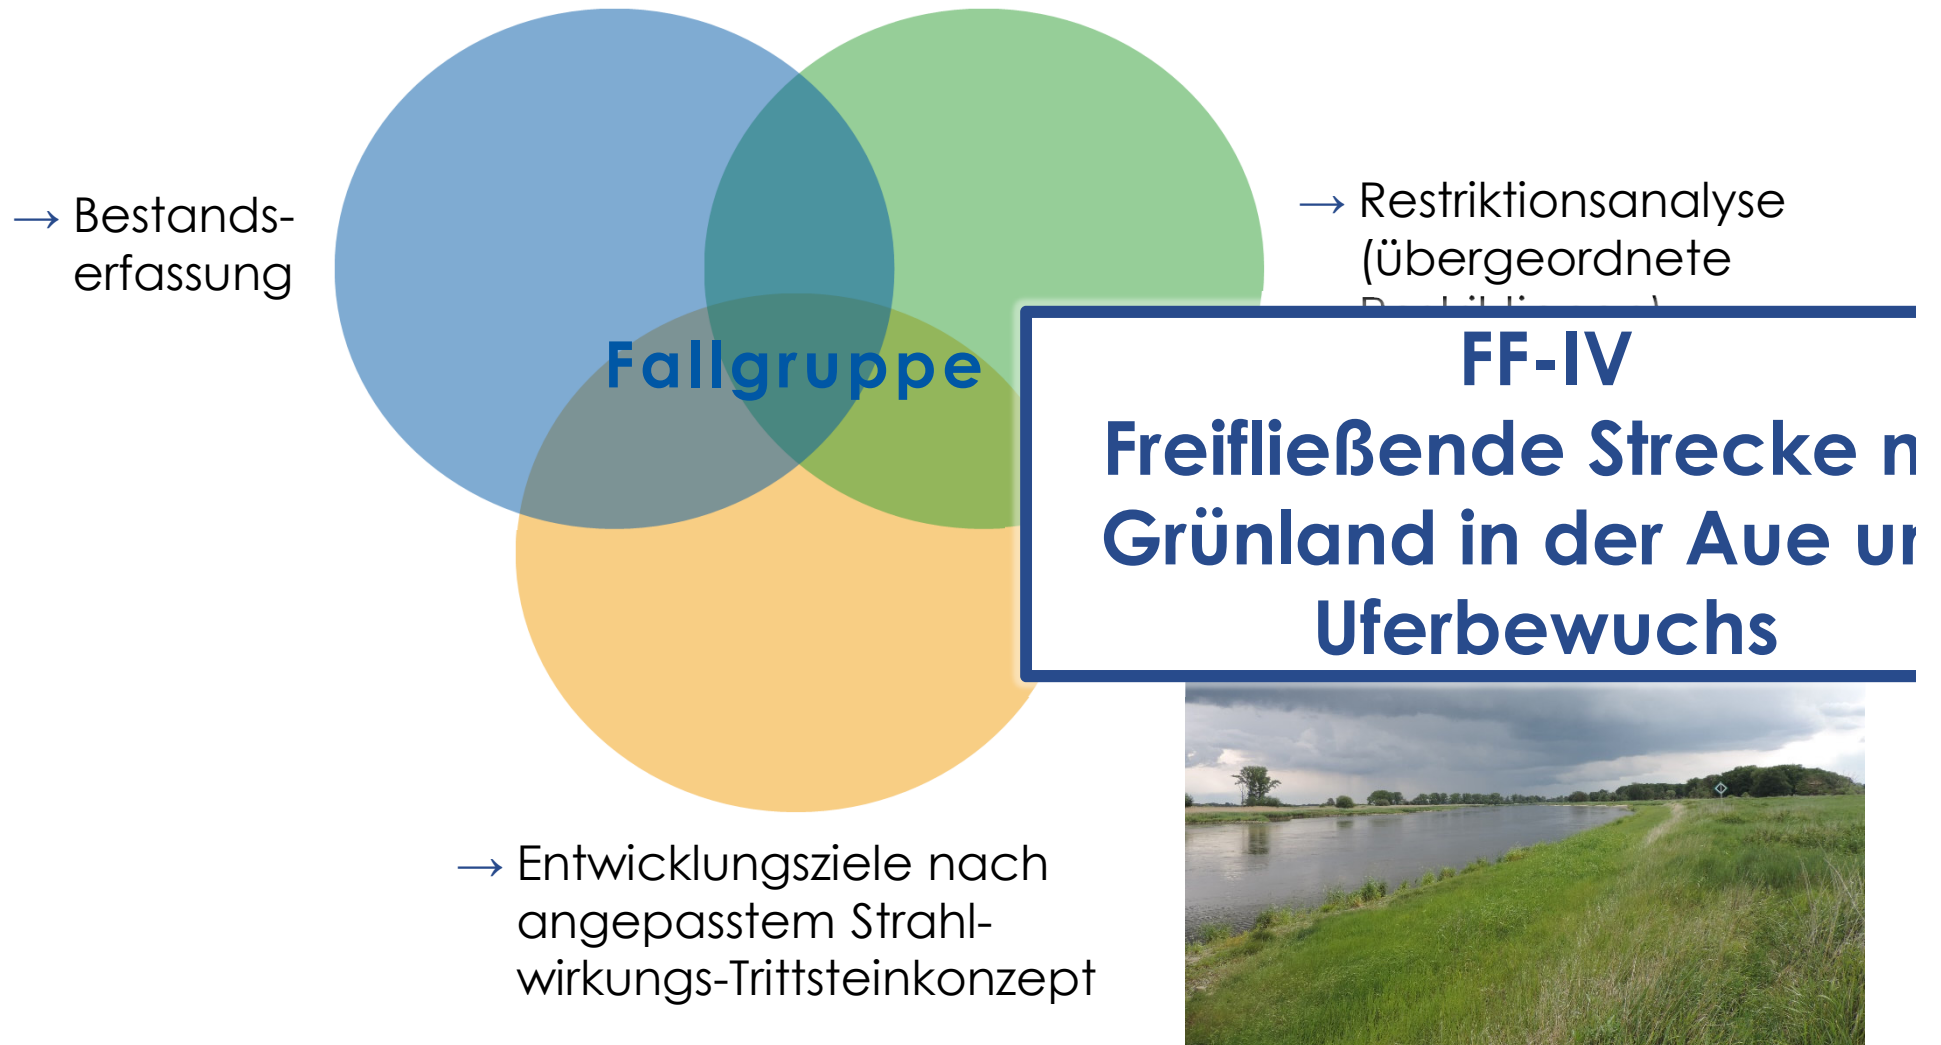 → Bestands-
erfassung
→ Restriktionsanalyse
(übergeordnete
Fallgruppe
FF-IV
Freifließende Strecke
Grünland in der Aue
Uferbewuchs
→ Entwicklungsziele nach
angepasstem Strahl-
wirkungs-Trittsteinkonzept